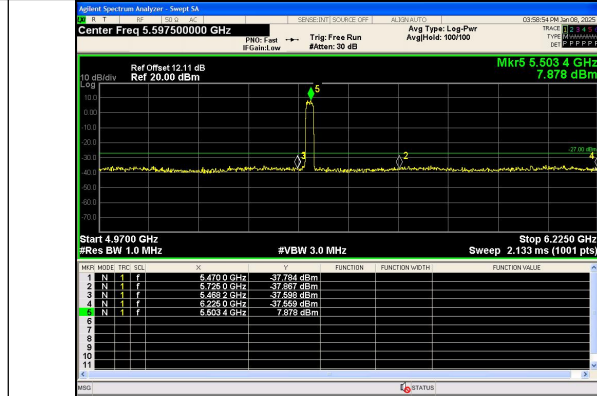 Agilent Spectrum Analyzer - Swept SA
R T RF 50 Ω AC SENSE:INT SOURCE OFF ALIGNAUTO 03:58:54 PM Jan 08, 2025
Center Freq 5.597500000 GHz
PNO: Fast Trig: Free Run Avg Type: Log-Pwr TRACE 1 2 3 4 5
IFGain:Low #Atten: 30 dB Avg|Hold: 100/100 TYPE M
DET P P P P P
Mkr5 5.503 4 GHz
7.878 dBm
Ref Offset 12.11 dB
10 dB/div Ref 20.00 dBm
Log
10.0
0.00
-10.0
-20.0
-27.00 dBm
-30.0
-40.0
-50.0
-60.0
-70.0
5
3
2
4
Start 4.9700 GHz Stop 6.2250 GHz
#Res BW 1.0 MHz #VBW 3.0 MHz Sweep 2.133 ms (1001 pts)
MKR MODE TRC SCL X Y FUNCTION FUNCTION WIDTH FUNCTION VALUE
1 N 1 f 5.470 0 GHz -37.784 dBm
2 N 1 f 5.725 0 GHz -37.867 dBm
3 N 1 f 5.468 2 GHz -37.598 dBm
4 N 1 f 6.225 0 GHz -37.559 dBm
5 N 1 f 5.503 4 GHz 7.878 dBm
6
7
8
9
10
11
MSG STATUS